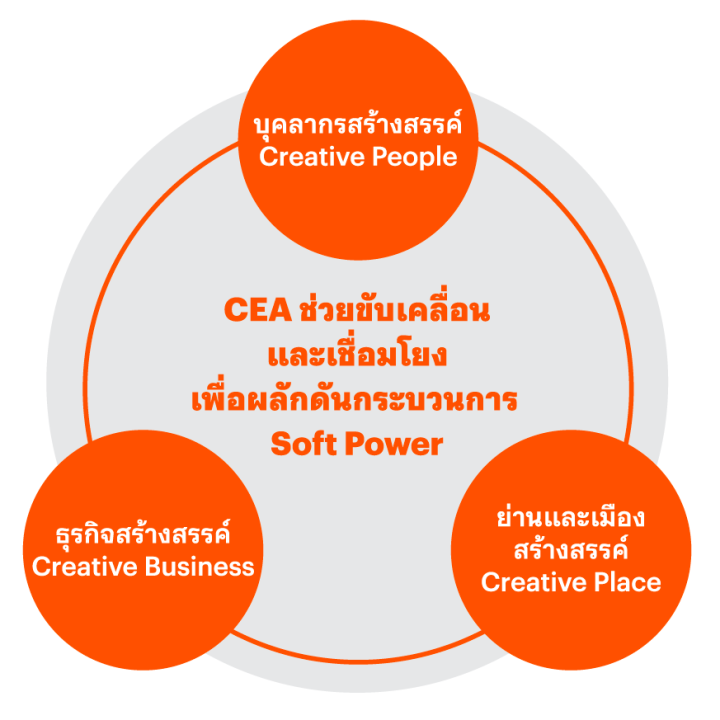 บุคลากรสร้างสรรค์
Creative People
CEA ช่วยขับเคลื่อน
และเชื่อมโยง
เพื่อผลักดันกระบวนการ
Soft Power
ธุรกิจสร้างสรรค์
Creative Business
ย่านและเมือง
สร้างสรรค์
Creative Place